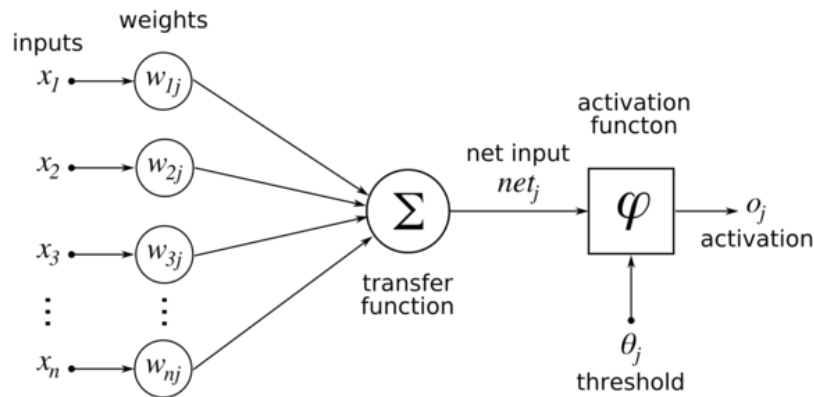 weights
inputs
x₁
w₁ⱼ
x₂
w₂ⱼ
x₃
w₃ⱼ
⋮
⋮
xₙ
wₙⱼ
Σ
transfer
function
net input
netⱼ
activation
functon
φ
oⱼ
activation
θⱼ
threshold